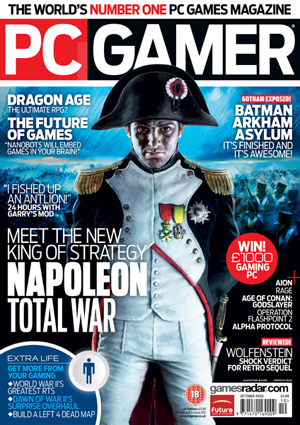 THE WORLD'S NUMBER ONE PC GAMES MAGAZINE
PC GAMER
DRAGON AGE
THE ULTIMATE RPG?
THE FUTURE
OF GAMES
"NANOBOTS WILL EMBED
GAMES IN YOUR BRAIN!"
GOTHAM EXPOSED!
BATMAN
ARKHAM
ASYLUM
IT'S FINISHED AND
IT'S AWESOME!
"I FISHED UP
AN ANTLION!"
24 HOURS WITH
GARRY'S MOD
MEET THE NEW
KING OF STRATEGY
NAPOLEON
TOTAL WAR
WIN!
£1000
GAMING
PC
+
AION
RAGE
AGE OF CONAN:
GODSLAYER
OPERATION
FLASHPOINT 2
ALPHA PROTOCOL
REVIEWED!
WOLFENSTEIN
SHOCK VERDICT
FOR RETRO SEQUEL
EXTRA LIFE
GET MORE FROM
YOUR GAMING
WORLD WAR II'S
GREATEST RTS
DAWN OF WAR II'S
SURPRISE OVERHAUL
BUILD A LEFT 4 DEAD MAP
18
Future
gamesradar.com
OCTOBER 2009